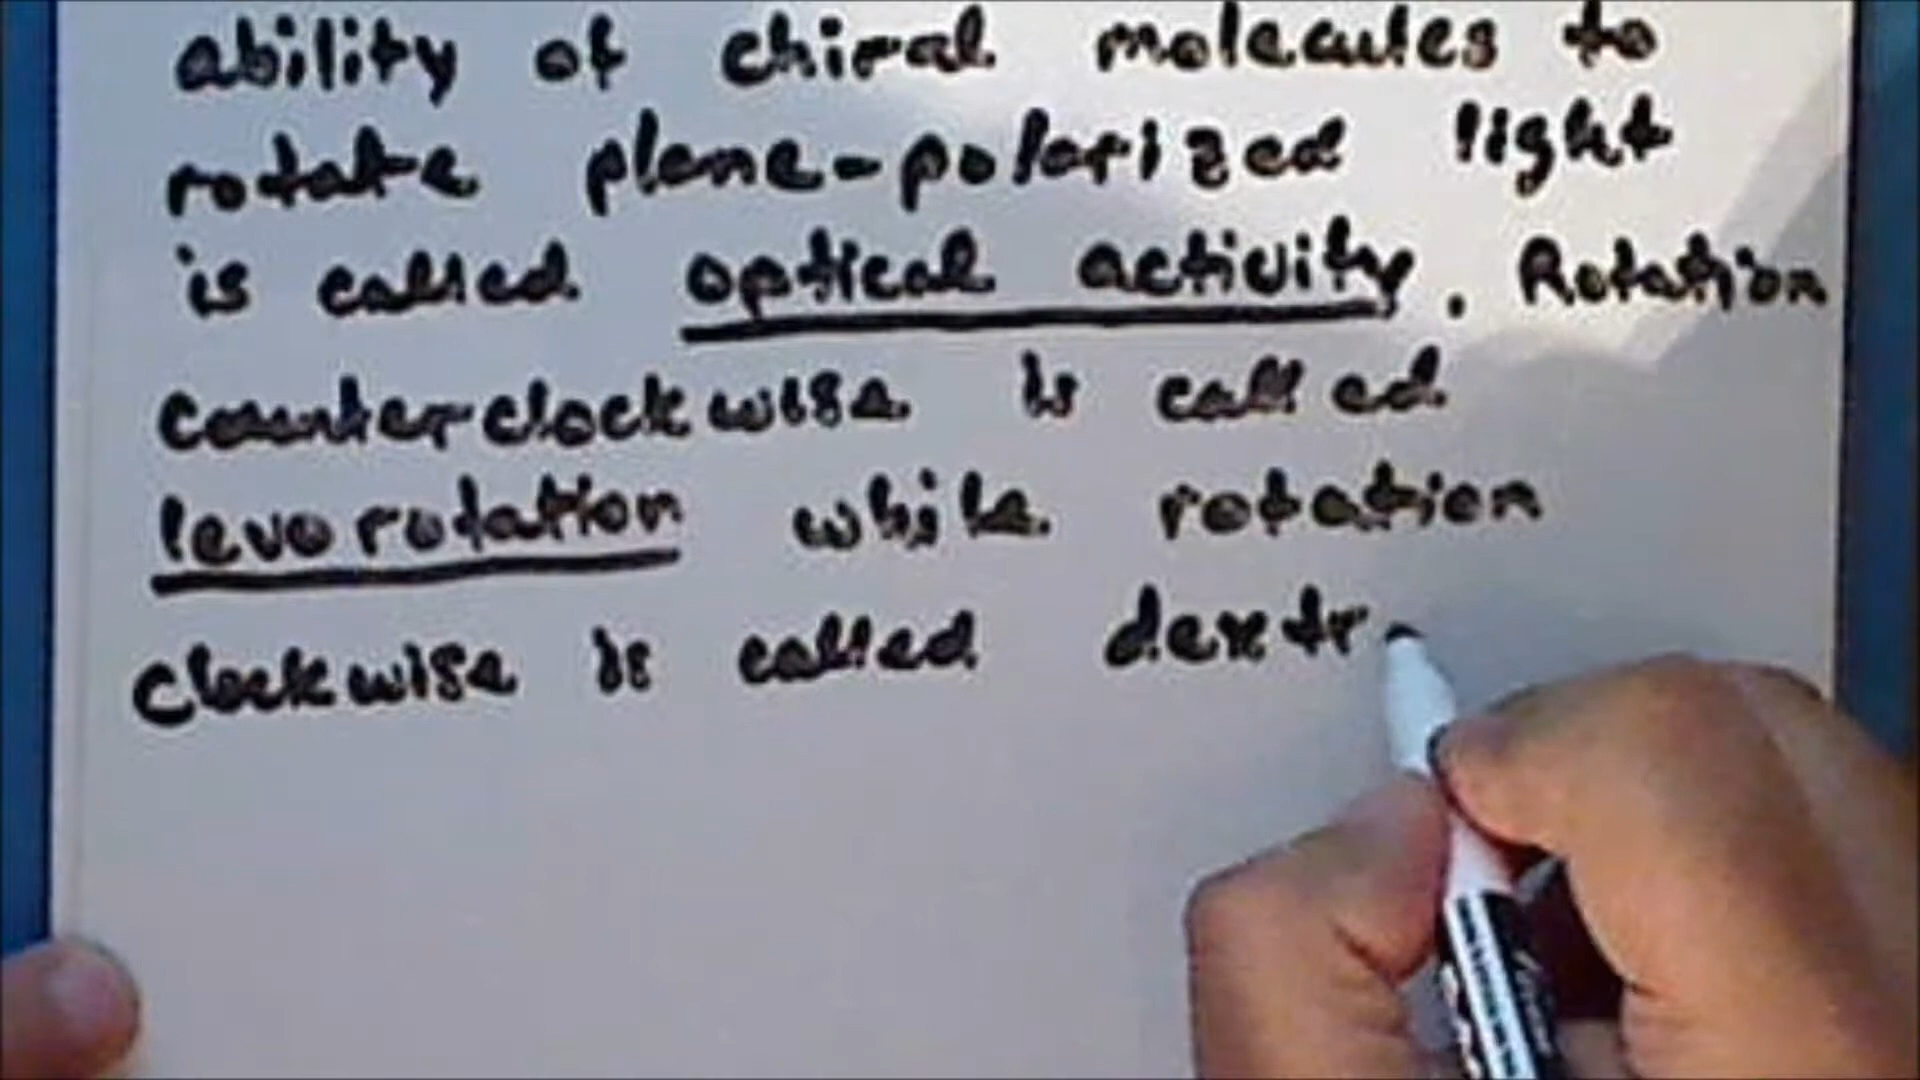 ability of chiral molecules to
rotate plane-polarized light
is called optical activity. Rotation
counterclockwise is called
levorotation while rotation
clockwise is called dextr